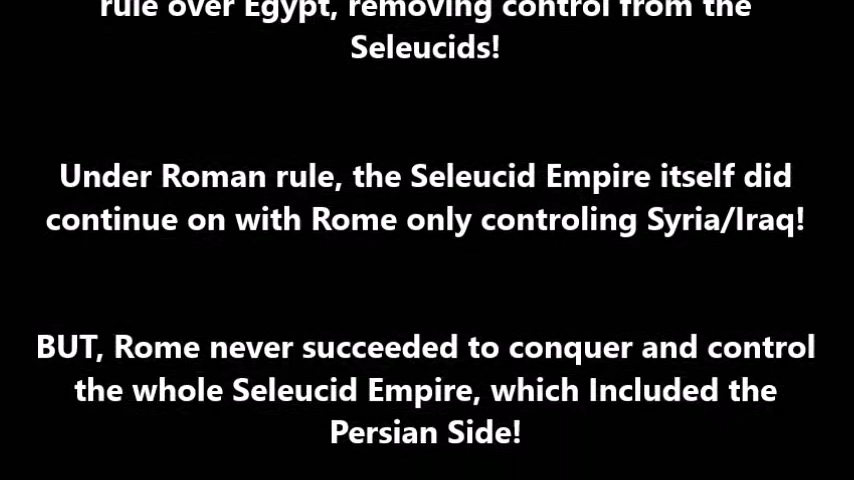 rule over Egypt, removing control from the
Seleucids!
Under Roman rule, the Seleucid Empire itself did
continue on with Rome only controling Syria/Iraq!
BUT, Rome never succeeded to conquer and control
the whole Seleucid Empire, which Included the
Persian Side!